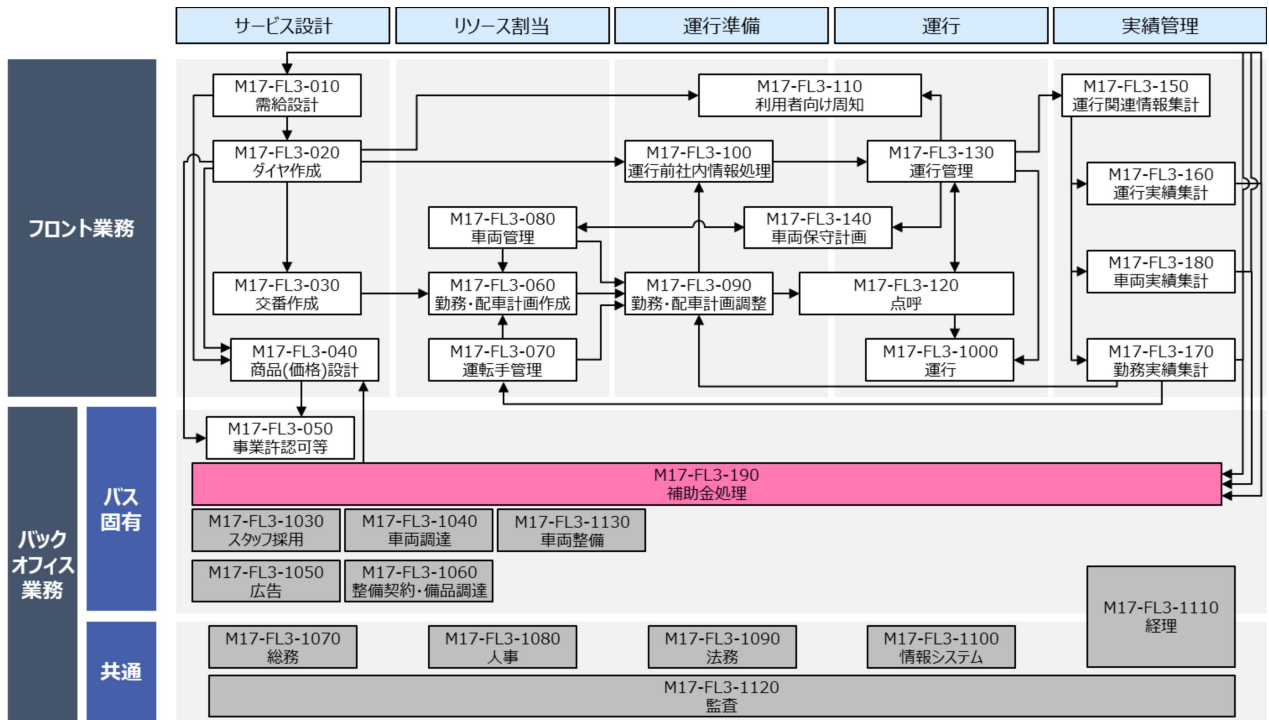 サービス設計
リソース割当
運行準備
運行
実績管理
フロント業務
M17-FL3-010
需給設計
M17-FL3-110
利用者向け周知
M17-FL3-150
運行関連情報集計
M17-FL3-020
ダイヤ作成
M17-FL3-100
運行前社内情報処理
M17-FL3-130
運行管理
M17-FL3-160
運行実績集計
M17-FL3-080
車両管理
M17-FL3-140
車両保守計画
M17-FL3-030
交番作成
M17-FL3-060
勤務・配車計画作成
M17-FL3-090
勤務・配車計画調整
M17-FL3-120
点呼
M17-FL3-180
車両実績集計
M17-FL3-040
商品(価格)設計
M17-FL3-070
運転手管理
M17-FL3-1000
運行
M17-FL3-170
勤務実績集計
バック
オフィス
業務
バス
固有
M17-FL3-050
事業許認可等
M17-FL3-190
補助金処理
M17-FL3-1030
スタッフ採用
M17-FL3-1040
車両調達
M17-FL3-1130
車両整備
M17-FL3-1050
広告
M17-FL3-1060
整備契約・備品調達
M17-FL3-1110
経理
共通
M17-FL3-1070
総務
M17-FL3-1080
人事
M17-FL3-1090
法務
M17-FL3-1100
情報システム
M17-FL3-1120
監査